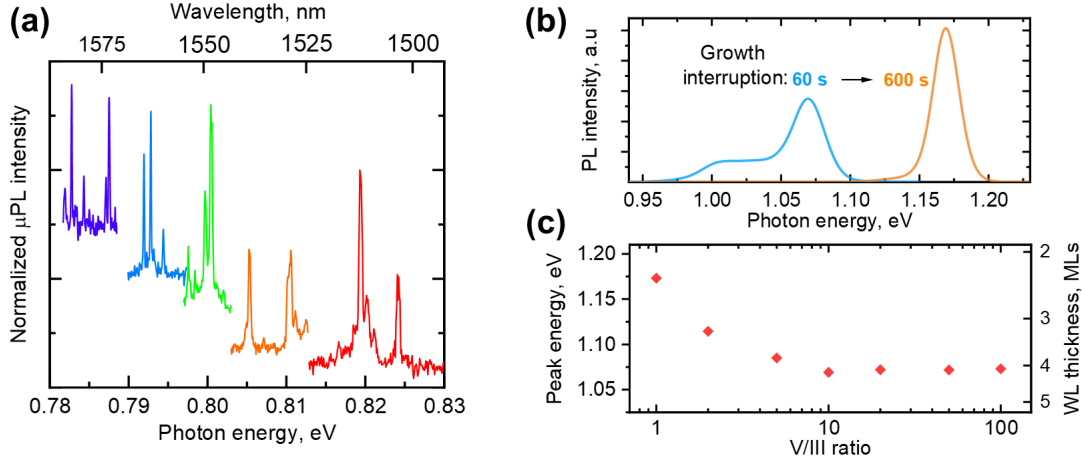 (a)
Wavelength, nm
1575 1550 1525 1500
Normalized μPL intensity
0.78 0.79 0.80 0.81 0.82 0.83
Photon energy, eV
(b)
PL intensity, a.u
Growth
interruption: 60 s 600 s
0.95 1.00 1.05 1.10 1.15 1.20
Photon energy, eV
(c)
Peak energy, eV
1.20
1.15
1.10
1.05
2
3
4
5
WL thickness, MLs
1 10 100
V/III ratio